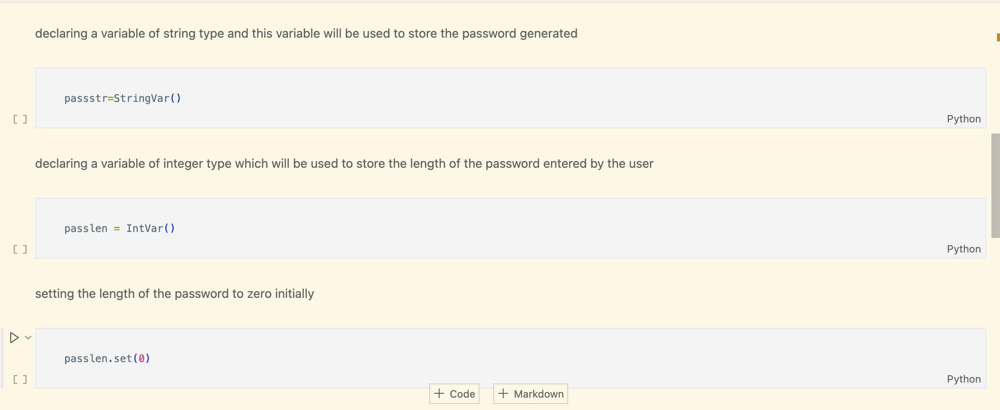 declaring a variable of string type and this variable will be used to store the password generated
passstr=StringVar()
[ ]
Python
declaring a variable of integer type which will be used to store the length of the password entered by the user
passlen = IntVar()
[ ]
Python
setting the length of the password to zero initially
passlen.set(0)
[ ]
Python
+ Code + Markdown